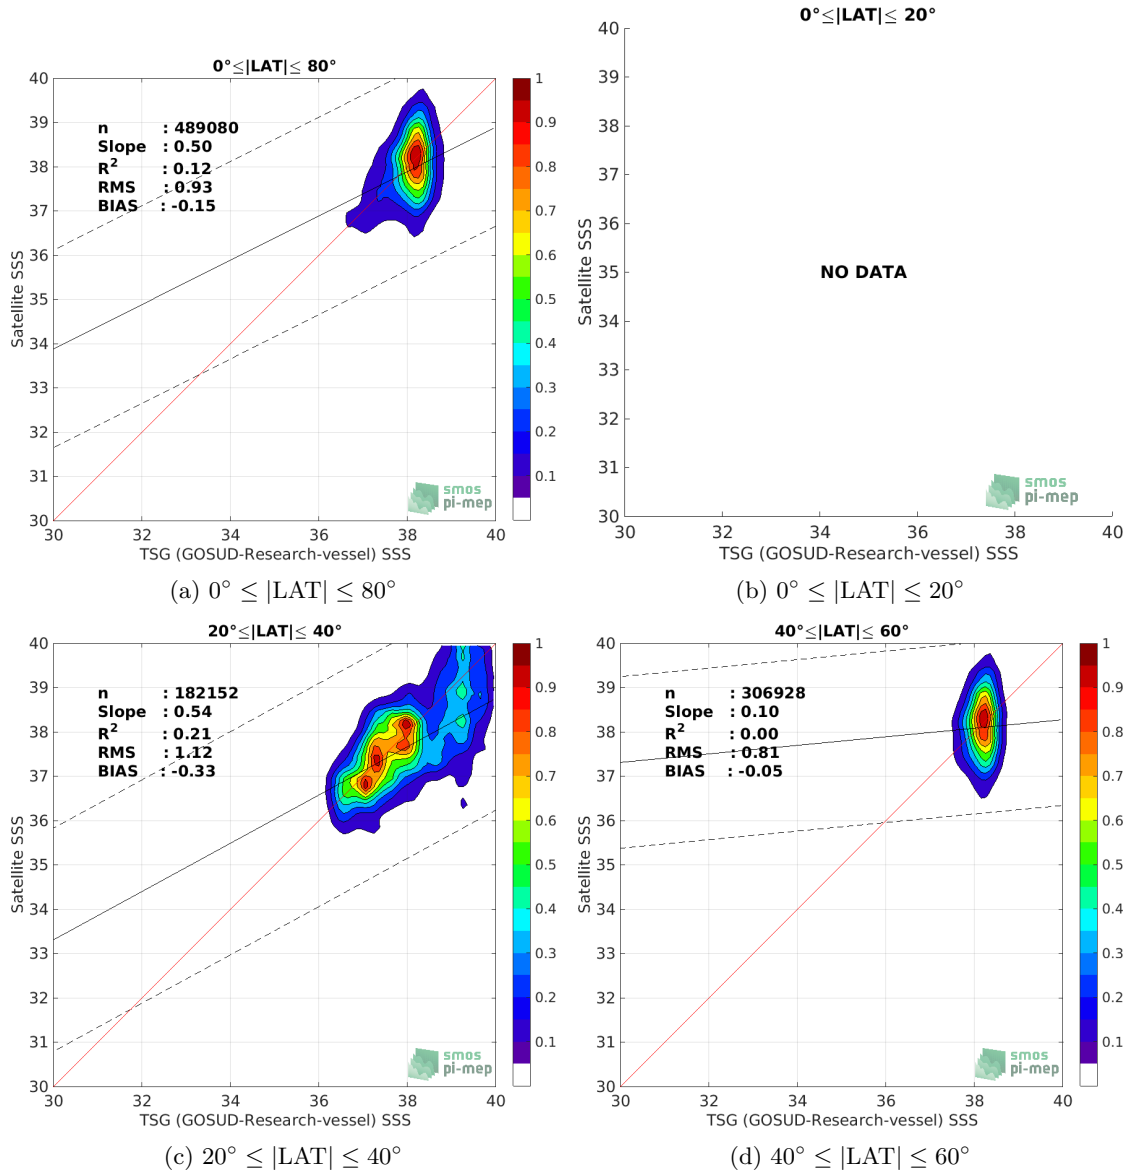 0°≤|LAT|≤ 80°
40
39
38
37
36
35
34
33
32
31
30
Satellite SSS
n : 489080
Slope : 0.50
R2 : 0.12
RMS : 0.93
BIAS : -0.15
1
0.9
0.8
0.7
0.6
0.5
0.4
0.3
0.2
0.1
smos
pi-mep
30 32 34 36 38 40
TSG (GOSUD-Research-vessel) SSS
(a) 0° ≤ |LAT| ≤ 80°
0°≤|LAT|≤ 20°
40
39
38
37
36
35
34
33
32
31
30
Satellite SSS
NO DATA
smos
pi-mep
30 32 34 36 38 40
TSG (GOSUD-Research-vessel) SSS
(b) 0° ≤ |LAT| ≤ 20°
20°≤|LAT|≤ 40°
40
39
38
37
36
35
34
33
32
31
30
Satellite SSS
n : 182152
Slope : 0.54
R2 : 0.21
RMS : 1.12
BIAS : -0.33
1
0.9
0.8
0.7
0.6
0.5
0.4
0.3
0.2
0.1
smos
pi-mep
30 32 34 36 38 40
TSG (GOSUD-Research-vessel) SSS
(c) 20° ≤ |LAT| ≤ 40°
40°≤|LAT|≤ 60°
40
39
38
37
36
35
34
33
32
31
30
Satellite SSS
n : 306928
Slope : 0.10
R2 : 0.00
RMS : 0.81
BIAS : -0.05
1
0.9
0.8
0.7
0.6
0.5
0.4
0.3
0.2
0.1
smos
pi-mep
30 32 34 36 38 40
TSG (GOSUD-Research-vessel) SSS
(d) 40° ≤ |LAT| ≤ 60°